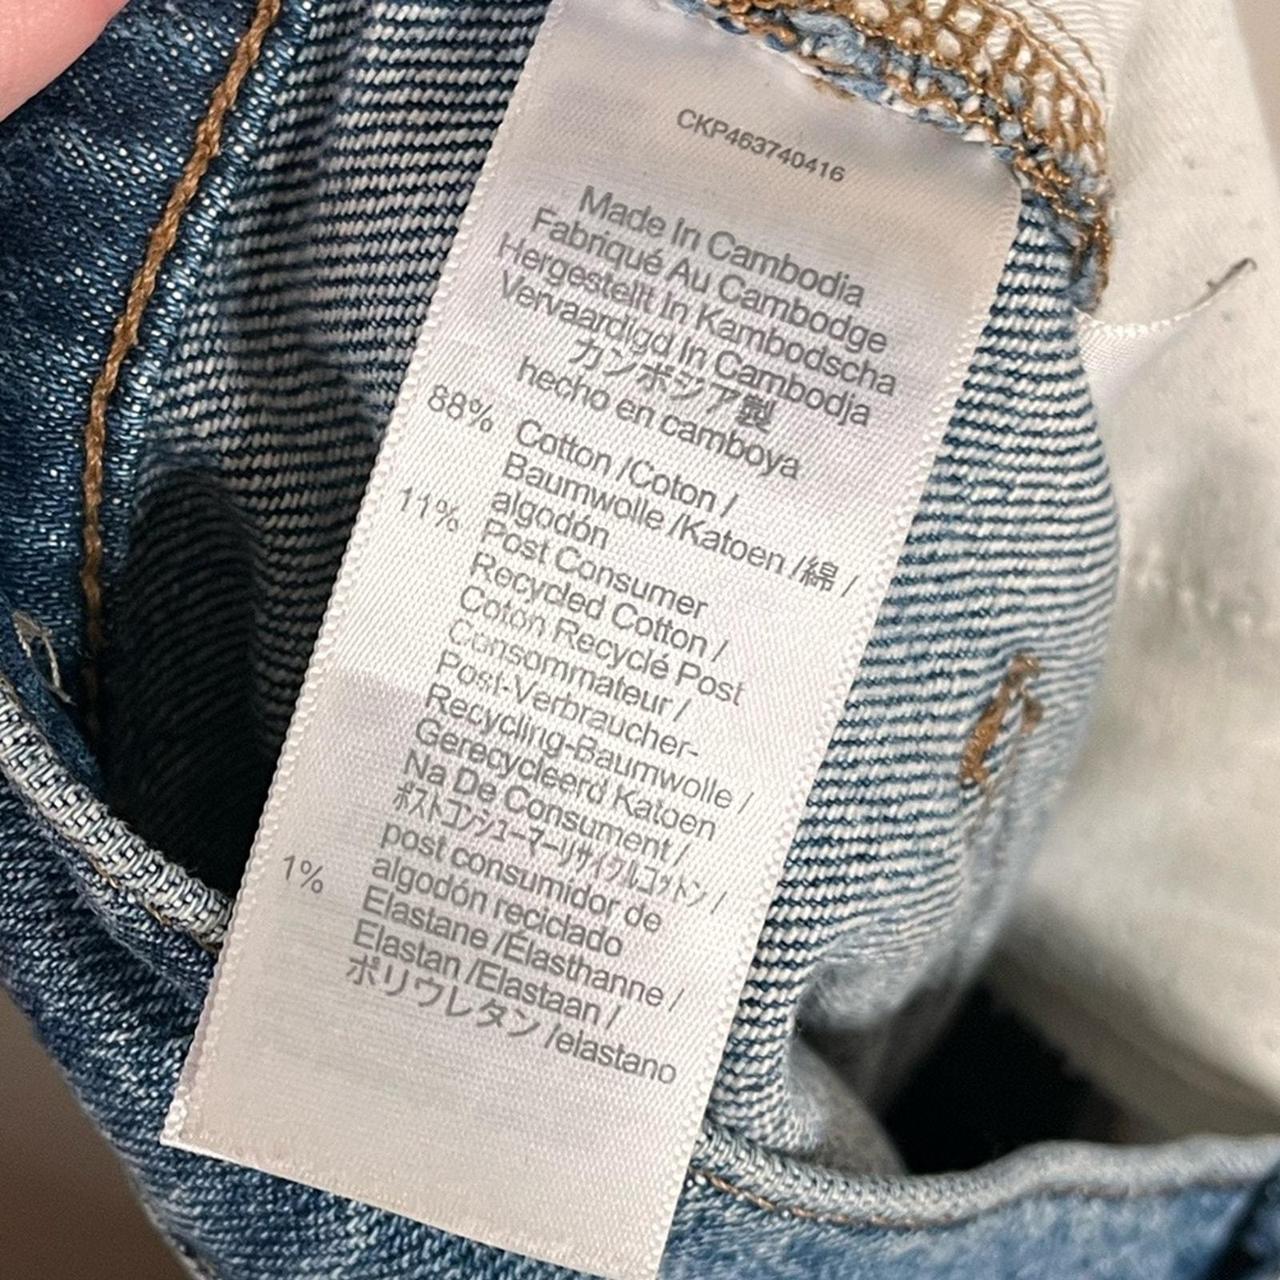 CKP463740416
Made In Cambodia
Fabriqué Au Cambodge
Hergestellt In Kambodscha
Vervaardigd In Cambodja
カンボジア製
hecho en camboya
88% Cotton /Coton /
Baumwolle /Katoen /綿 /
algodón
11% Post Consumer
Recycled Cotton /
Coton Recyclé Post
Consommateur /
Post-Verbraucher-
Recycling-Baumwolle /
Gerecycleerd Katoen
Na De Consument /
ポストコンシューマーリサイクルコットン /
post consumidor de
algodón reciclado
1% Elastane /Élasthanne /
Elastan /Elastaan /
ポリウレタン /elastano